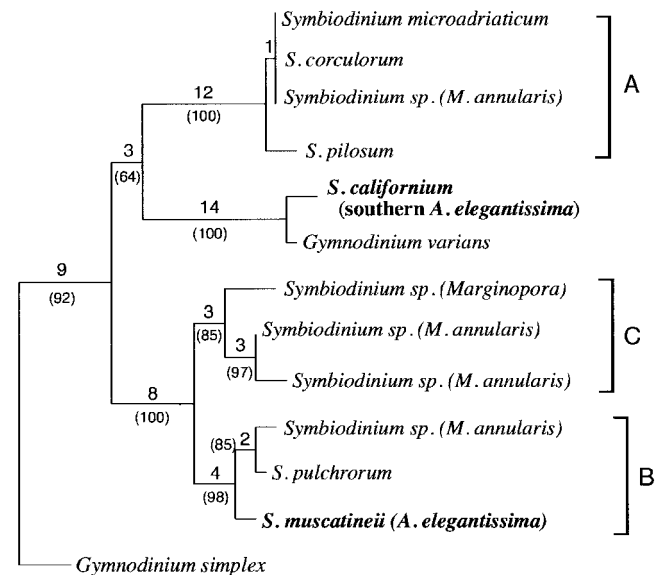 Symbiodinium microadriaticum
1
S. corculorum
12
A
(100)
Symbiodinium sp. (M. annularis)
3
S. pilosum
(64)
S. californium
14
(southern A. elegantissima)
(100)
Gymnodinium varians
9
(92)
Symbiodinium sp. (Marginopora)
3
(85)
Symbiodinium sp. (M. annularis)
C
3
(97)
Symbiodinium sp. (M. annularis)
8
(100)
Symbiodinium sp. (M. annularis)
(85)
2
S. pulchrorum
4
B
(98)
S. muscatineii (A. elegantissima)
Gymnodinium simplex